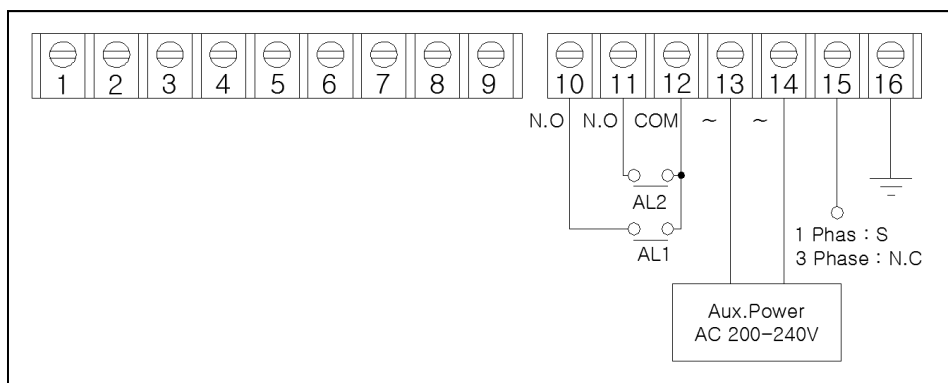 1 2 3 4 5 6 7 8 9 10 11 12 13 14 15 16
N.O N.O COM ~ ~
AL2
AL1
1 Phas : S
3 Phase : N.C
Aux.Power
AC 200-240V